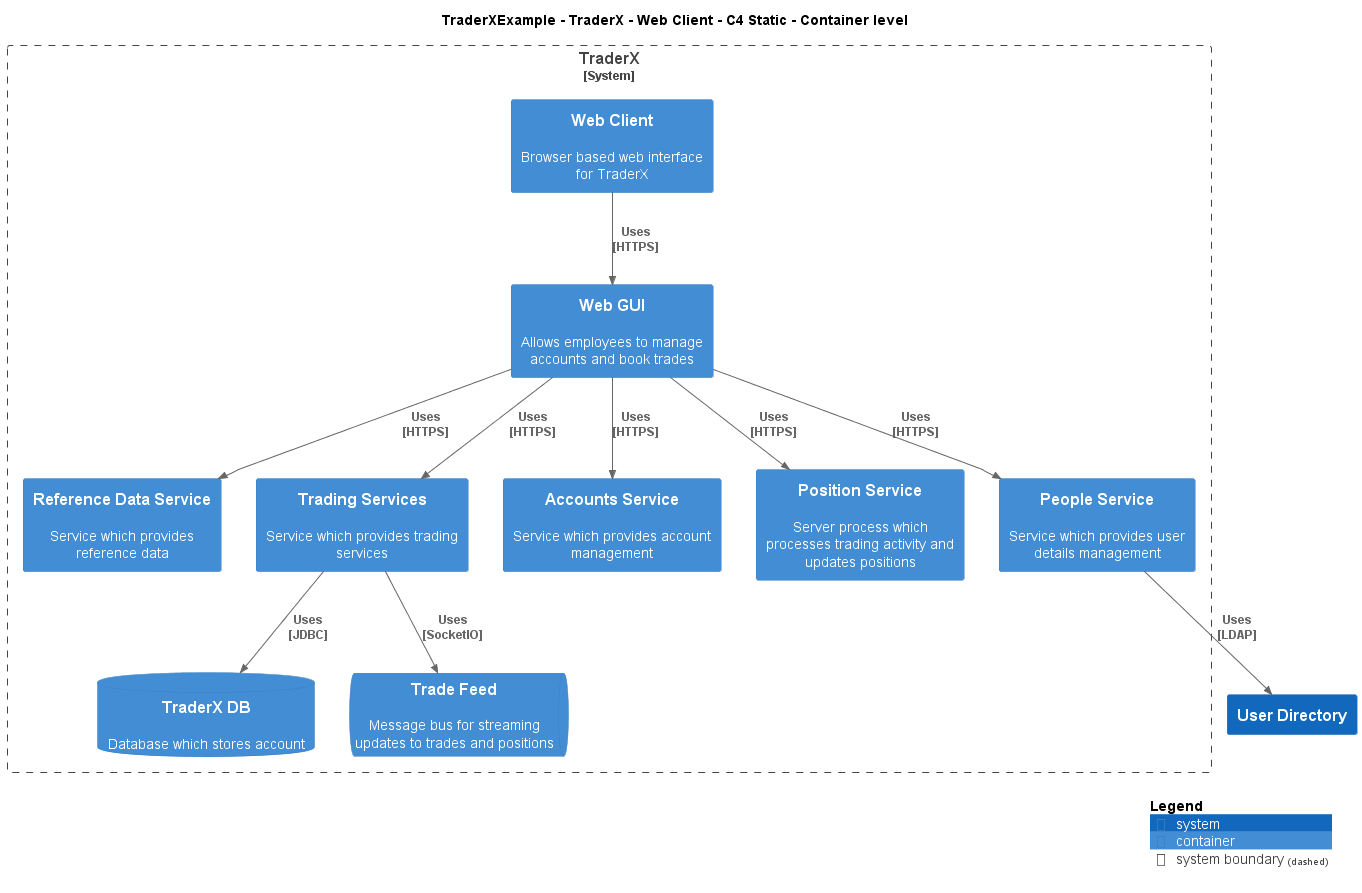 TraderXExample - TraderX - Web Client - C4 Static - Container level
TraderX
[System]
Web Client
Browser based web interface
for TraderX
Uses
[HTTPS]
Web GUI
Allows employees to manage
accounts and book trades
Uses
[HTTPS]
Uses
[HTTPS]
Uses
[HTTPS]
Uses
[HTTPS]
Uses
[HTTPS]
Reference Data Service
Service which provides
reference data
Trading Services
Service which provides trading
services
Accounts Service
Service which provides account
management
Position Service
Server process which
processes trading activity and
updates positions
People Service
Service which provides user
details management
Uses
[JDBC]
Uses
[SocketIO]
Uses
[LDAP]
TraderX DB
Database which stores account
Trade Feed
Message bus for streaming
updates to trades and positions
User Directory
Legend
system
container
system boundary (dashed)